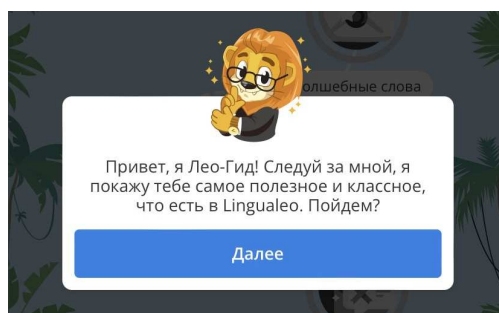 олшебные слова
Привет, я Лео-Гид! Следуй за мной, я
покажу тебе самое полезное и классное,
что есть в Lingualeo. Пойдем?
Далее